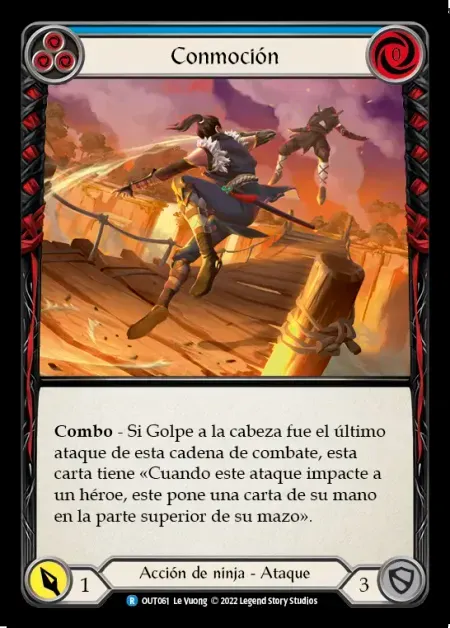 Conmoción
0
Combo - Si Golpe a la cabeza fue el último
ataque de esta cadena de combate, esta
carta tiene «Cuando este ataque impacte a
un héroe, este pone una carta de su mano
en la parte superior de su mazo».
1
Acción de ninja - Ataque
3
R OUT061 Le Vuong © 2022 Legend Story Studios